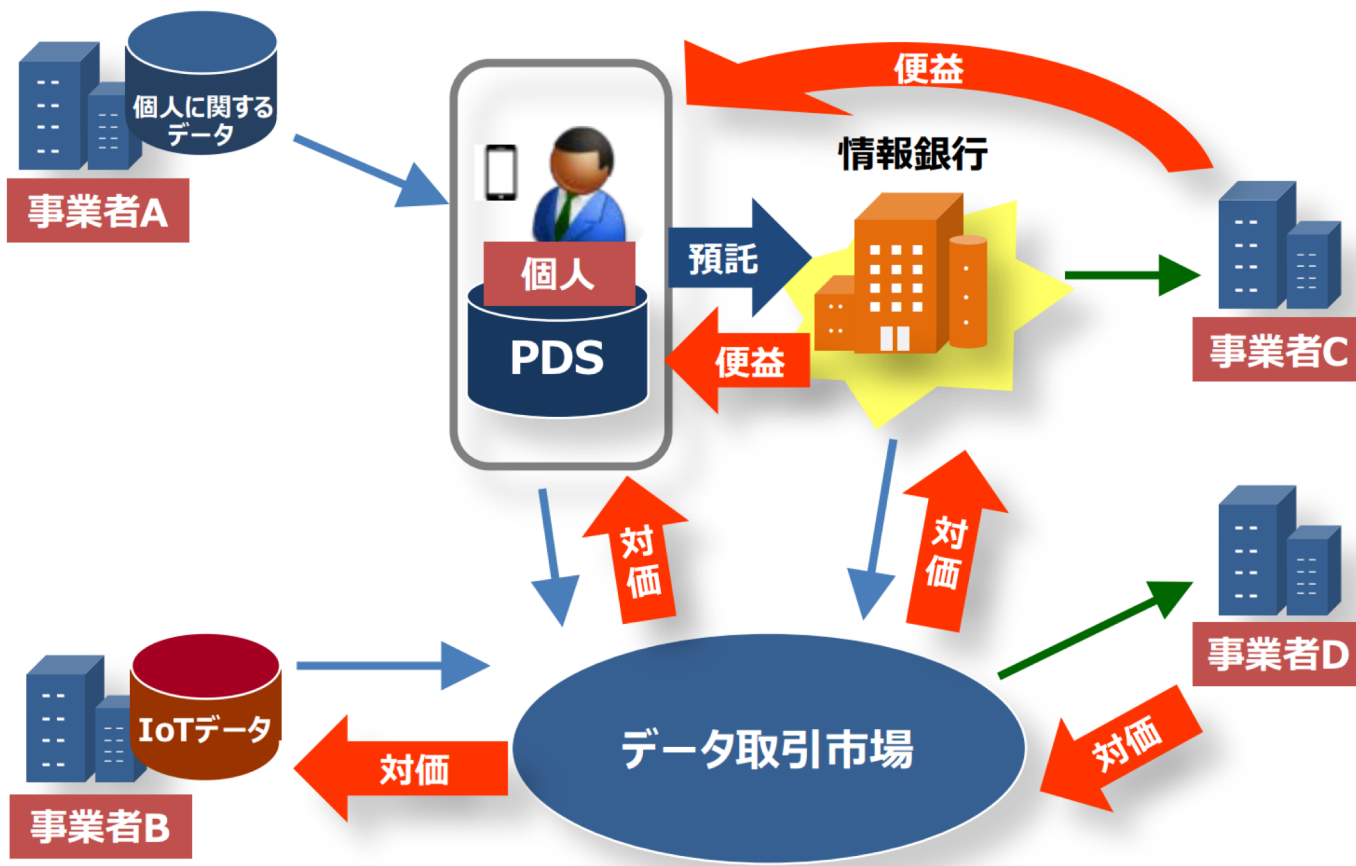 個人に関する
データ
事業者A
便益
情報銀行
個人
PDS
預託
便益
事業者C
対
価
対
価
事業者D
IoTデータ
対価
事業者B
データ取引市場
対価